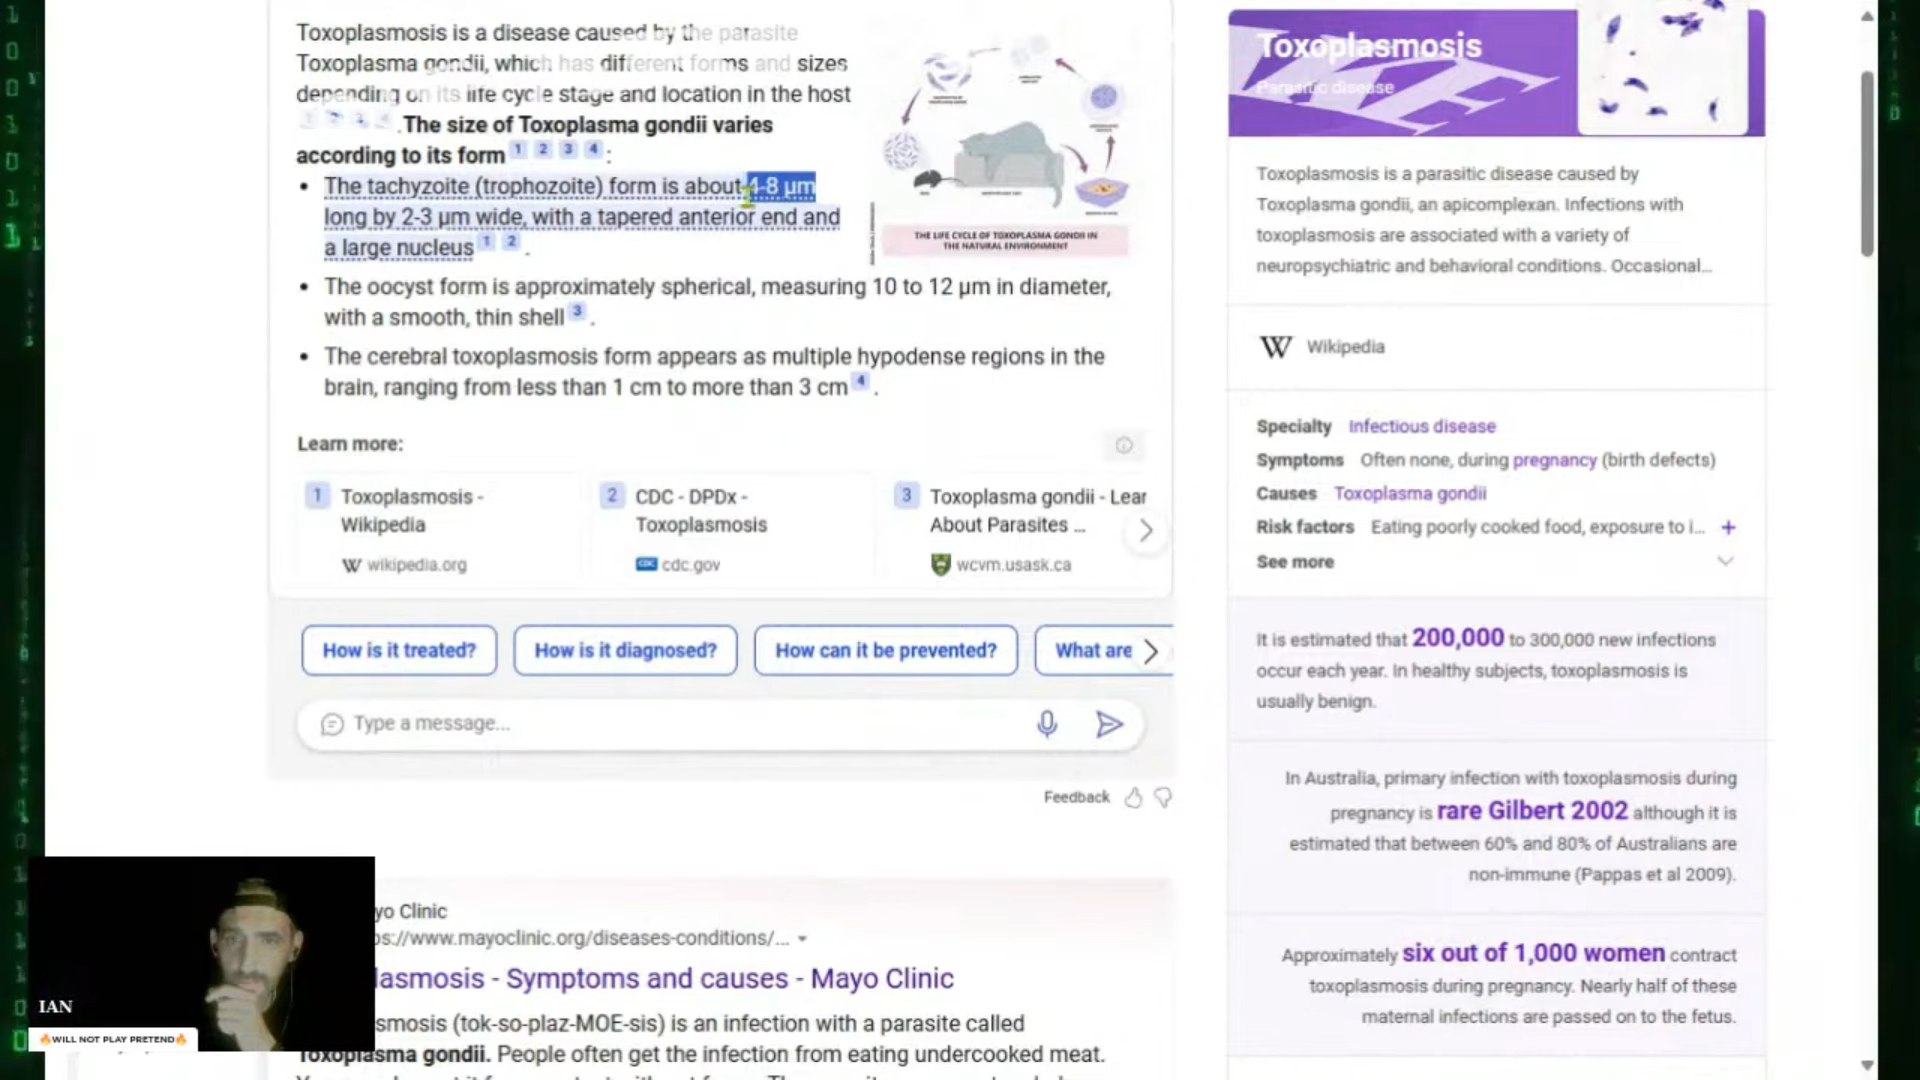 Toxoplasmosis is a disease caused by the parasite
Toxoplasma gondii, which has different forms and sizes
depending on its life cycle stage and location in the host
1 2 3 4 .The size of Toxoplasma gondii varies
according to its form 1 2 3 4 :
• The tachyzoite (trophozoite) form is about 4-8 µm
long by 2-3 µm wide, with a tapered anterior end and
a large nucleus 1 2 .
• The oocyst form is approximately spherical, measuring 10 to 12 µm in diameter,
with a smooth, thin shell 3 .
• The cerebral toxoplasmosis form appears as multiple hypodense regions in the
brain, ranging from less than 1 cm to more than 3 cm 4 .
THE LIFE CYCLE OF TOXOPLASMA GONDII IN
THE NATURAL ENVIRONMENT
Learn more:
1 Toxoplasmosis -
Wikipedia
W wikipedia.org
2 CDC - DPDx -
Toxoplasmosis
CDC cdc.gov
3 Toxoplasma gondii - Lear
About Parasites ...
wcvm.usask.ca
How is it treated?
How is it diagnosed?
How can it be prevented?
What are
Type a message...
Feedback
yo Clinic
ps://www.mayoclinic.org/diseases-conditions/...
lasmosis - Symptoms and causes - Mayo Clinic
smosis (tok-so-plaz-MOE-sis) is an infection with a parasite called
Toxoplasma gondii. People often get the infection from eating undercooked meat.
IAN
🔥WILL NOT PLAY PRETEND🔥
Toxoplasmosis
Parasitic disease
Toxoplasmosis is a parasitic disease caused by
Toxoplasma gondii, an apicomplexan. Infections with
toxoplasmosis are associated with a variety of
neuropsychiatric and behavioral conditions. Occasional...
W Wikipedia
Specialty Infectious disease
Symptoms Often none, during pregnancy (birth defects)
Causes Toxoplasma gondii
Risk factors Eating poorly cooked food, exposure to i... +
See more
It is estimated that 200,000 to 300,000 new infections
occur each year. In healthy subjects, toxoplasmosis is
usually benign.
In Australia, primary infection with toxoplasmosis during
pregnancy is rare Gilbert 2002 although it is
estimated that between 60% and 80% of Australians are
non-immune (Pappas et al 2009).
Approximately six out of 1,000 women contract
toxoplasmosis during pregnancy. Nearly half of these
maternal infections are passed on to the fetus.